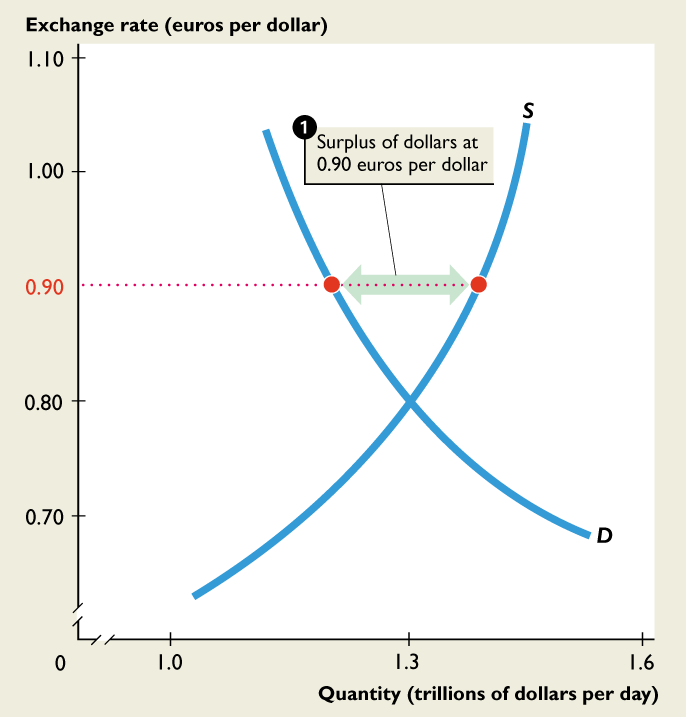 Exchange rate (euros per dollar)
1.10
S
1
Surplus of dollars at
0.90 euros per dollar
1.00
0.90
0.80
0.70
D
0
1.0
1.3
1.6
Quantity (trillions of dollars per day)